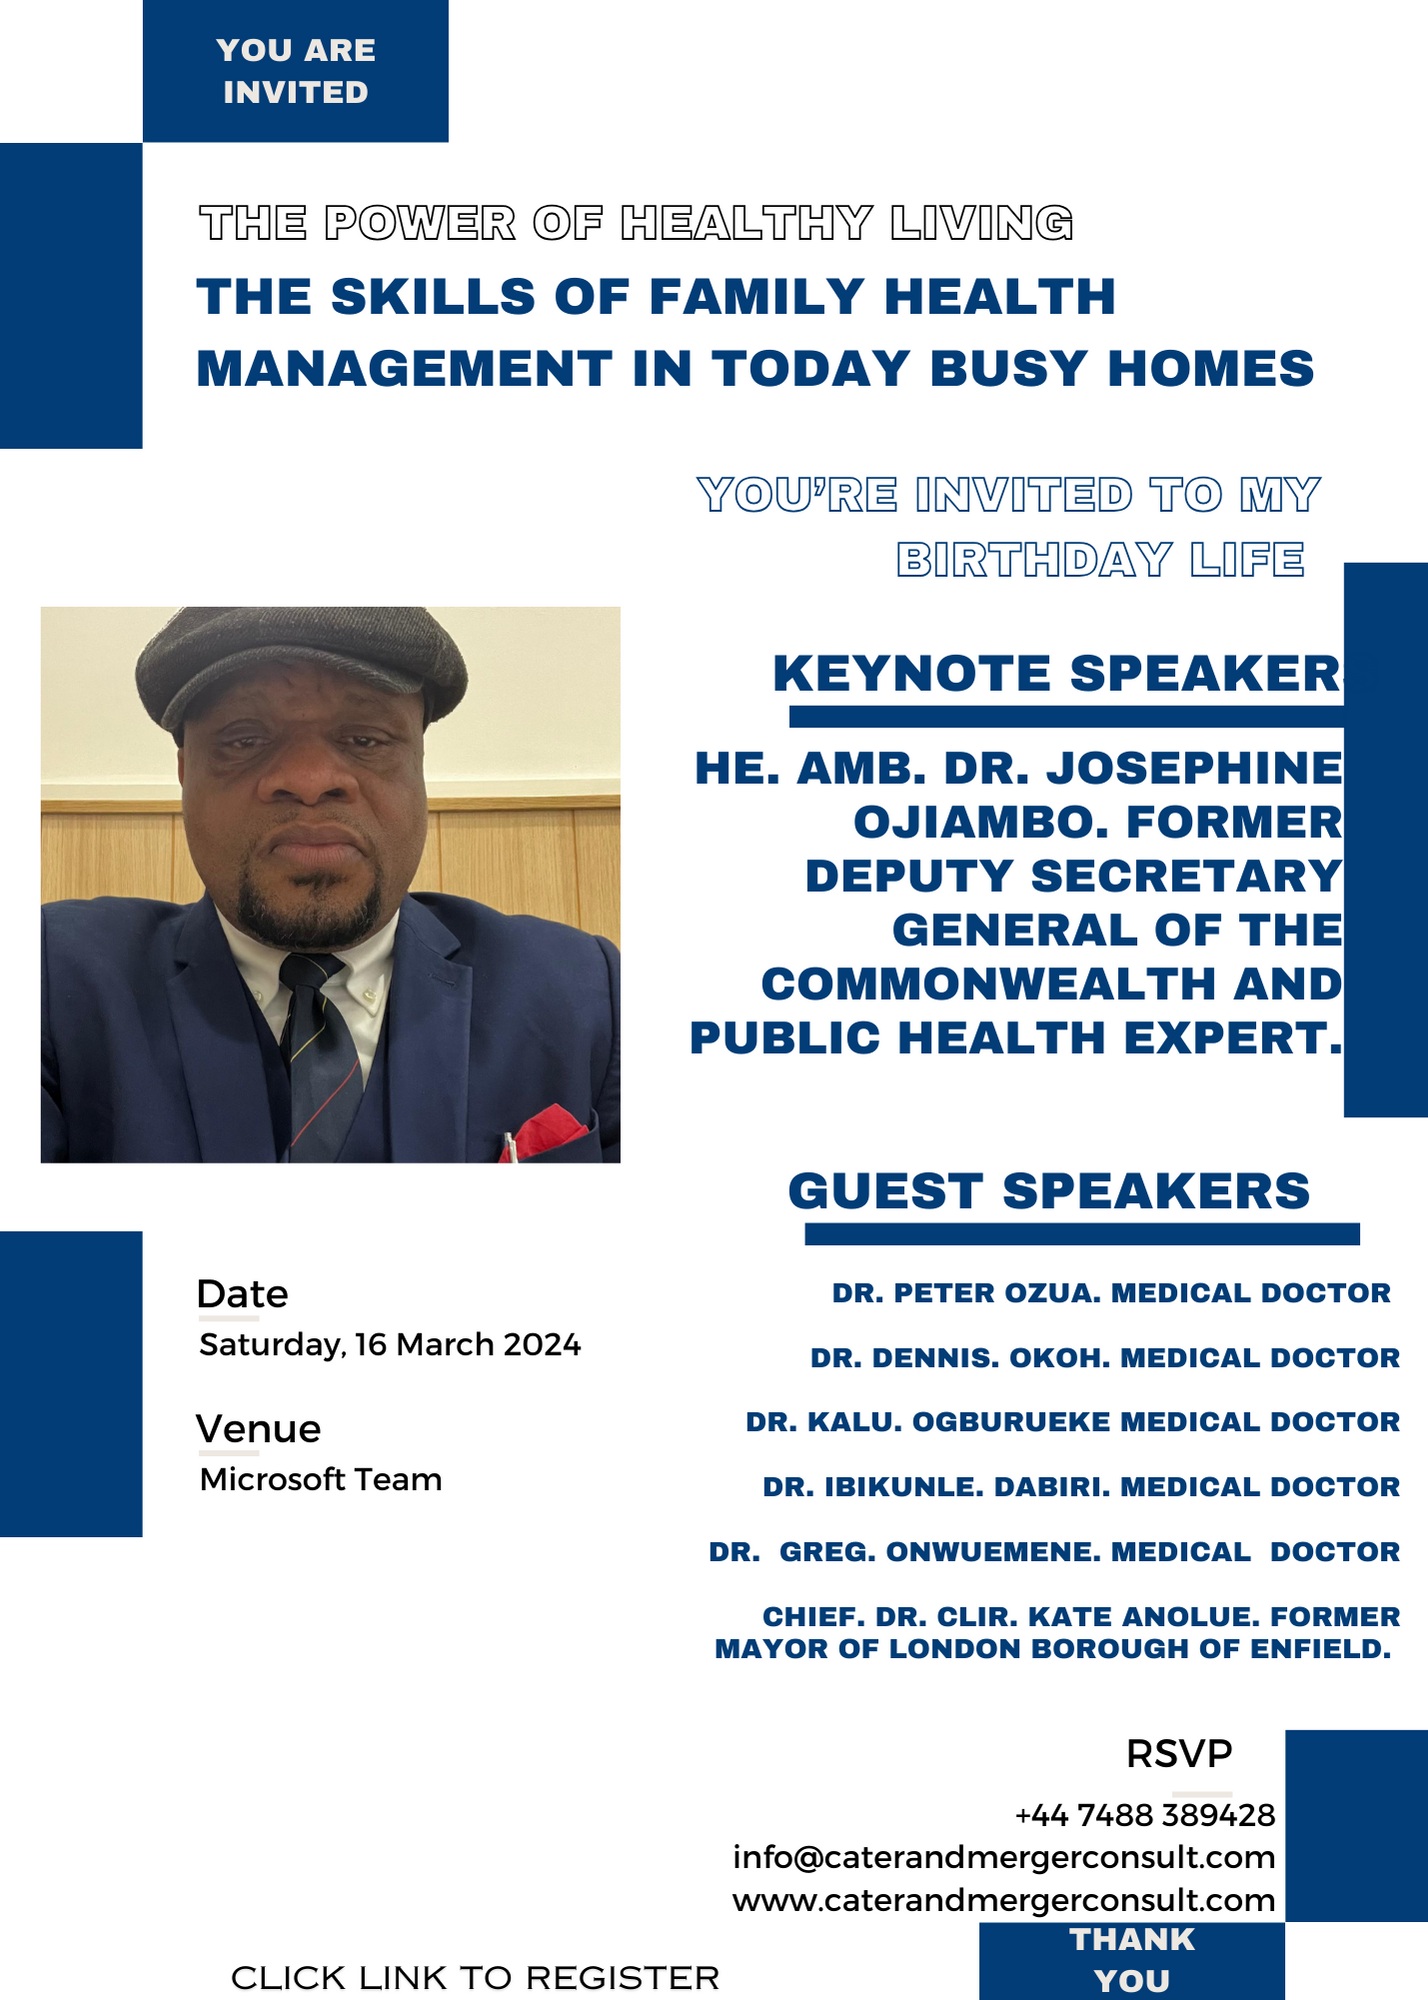 YOU ARE
INVITED
THE POWER OF HEALTHY LIVING
THE SKILLS OF FAMILY HEALTH
MANAGEMENT IN TODAY BUSY HOMES
YOU'RE INVITED TO MY
BIRTHDAY LIFE
KEYNOTE SPEAKERS
HE. AMB. DR. JOSEPHINE
OJIAMBO. FORMER
DEPUTY SECRETARY
GENERAL OF THE
COMMONWEALTH AND
PUBLIC HEALTH EXPERT.
GUEST SPEAKERS
DR. PETER OZUA. MEDICAL DOCTOR
DR. DENNIS. OKOH. MEDICAL DOCTOR
DR. KALU. OGBURUEKE MEDICAL DOCTOR
DR. IBIKUNLE. DABIRI. MEDICAL DOCTOR
DR. GREG. ONWUEMENE. MEDICAL DOCTOR
CHIEF. DR. CLIR. KATE ANOLUE. FORMER
MAYOR OF LONDON BOROUGH OF ENFIELD.
Date
Saturday, 16 March 2024
Venue
Microsoft Team
RSVP
+44 7488 389428
info@caterandmergerconsult.com
www.caterandmergerconsult.com
THANK
YOU
CLICK LINK TO REGISTER